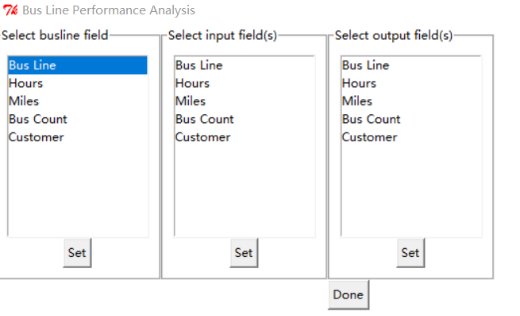 Bus Line Performance Analysis
Select busline field
Bus Line
Hours
Miles
Bus Count
Customer
Set
Select input field(s)
Bus Line
Hours
Miles
Bus Count
Customer
Set
Select output field(s)
Bus Line
Hours
Miles
Bus Count
Customer
Set
Done